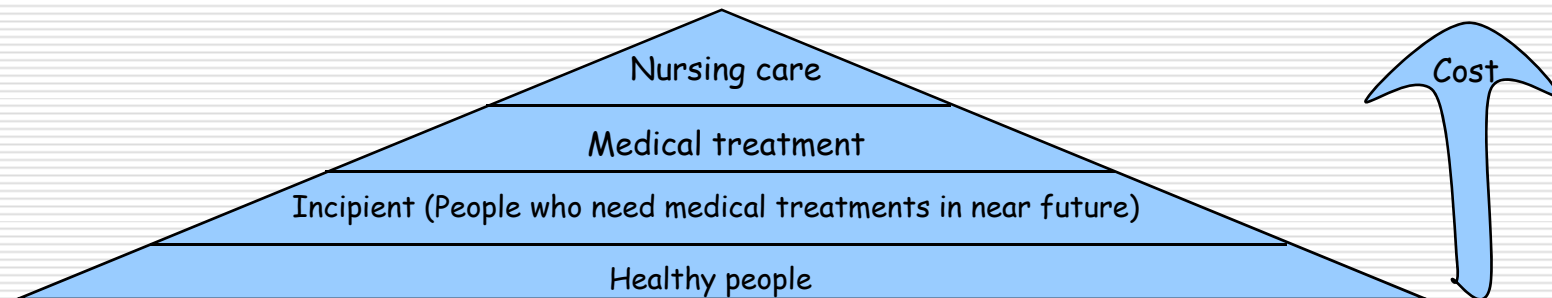 Nursing care
Cost
Medical treatment
Incipient (People who need medical treatments in near future)
Healthy people